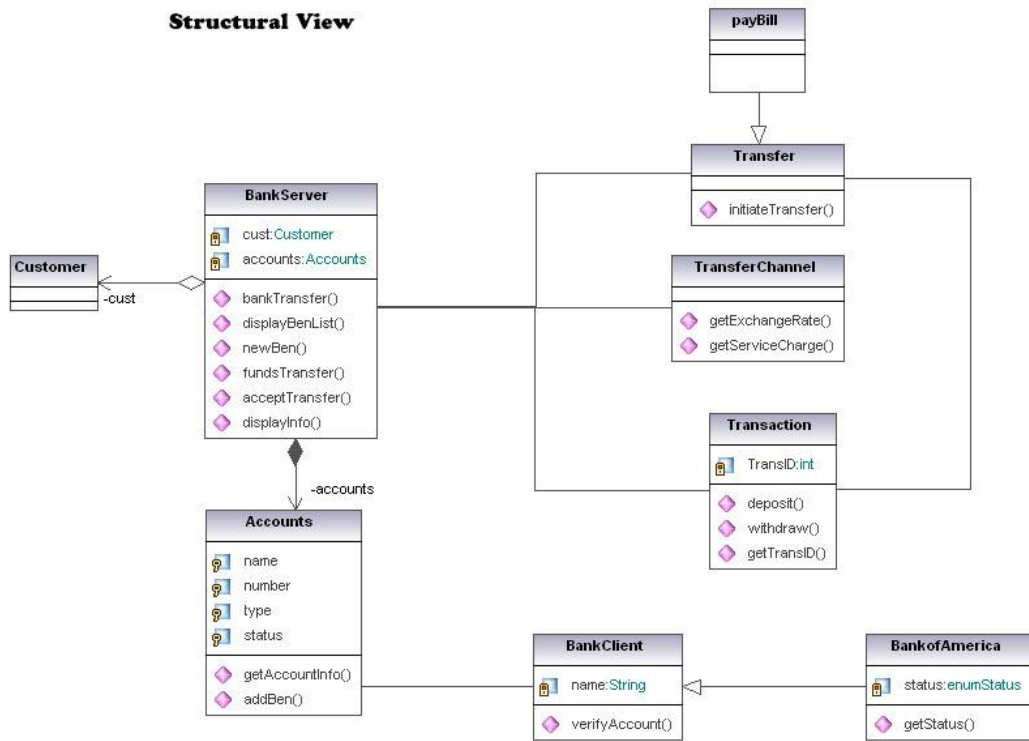 Structural View
payBill
Transfer
initiateTransfer()
BankServer
cust:Customer
accounts:Accounts
bankTransfer()
displayBenList()
newBen()
fundsTransfer()
acceptTransfer()
displayInfo()
Customer
-cust
TransferChannel
getExchangeRate()
getServiceCharge()
Transaction
TransID:int
deposit()
withdraw()
getTransID()
-accounts
Accounts
name
number
type
status
getAccountInfo()
addBen()
BankClient
name:String
verifyAccount()
BankofAmerica
status:enumStatus
getStatus()